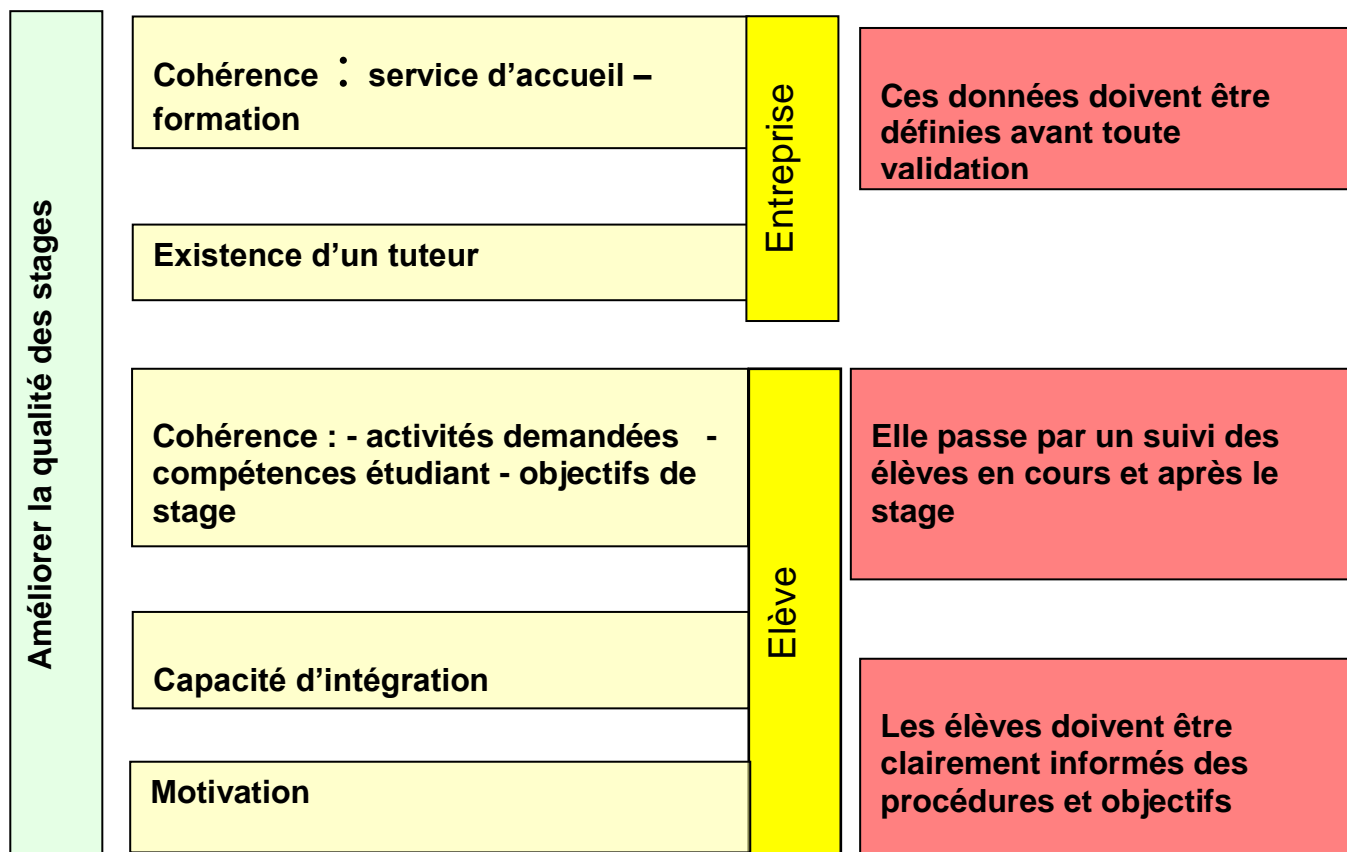 Améliorer la qualité des stages
Cohérence : service d’accueil –
formation
Existence d’un tuteur
Entreprise
Ces données doivent être
définies avant toute
validation
Cohérence : - activités demandées -
compétences étudiant - objectifs de
stage
Capacité d’intégration
Motivation
Elève
Elle passe par un suivi des
élèves en cours et après le
stage
Les élèves doivent être
clairement informés des
procédures et objectifs